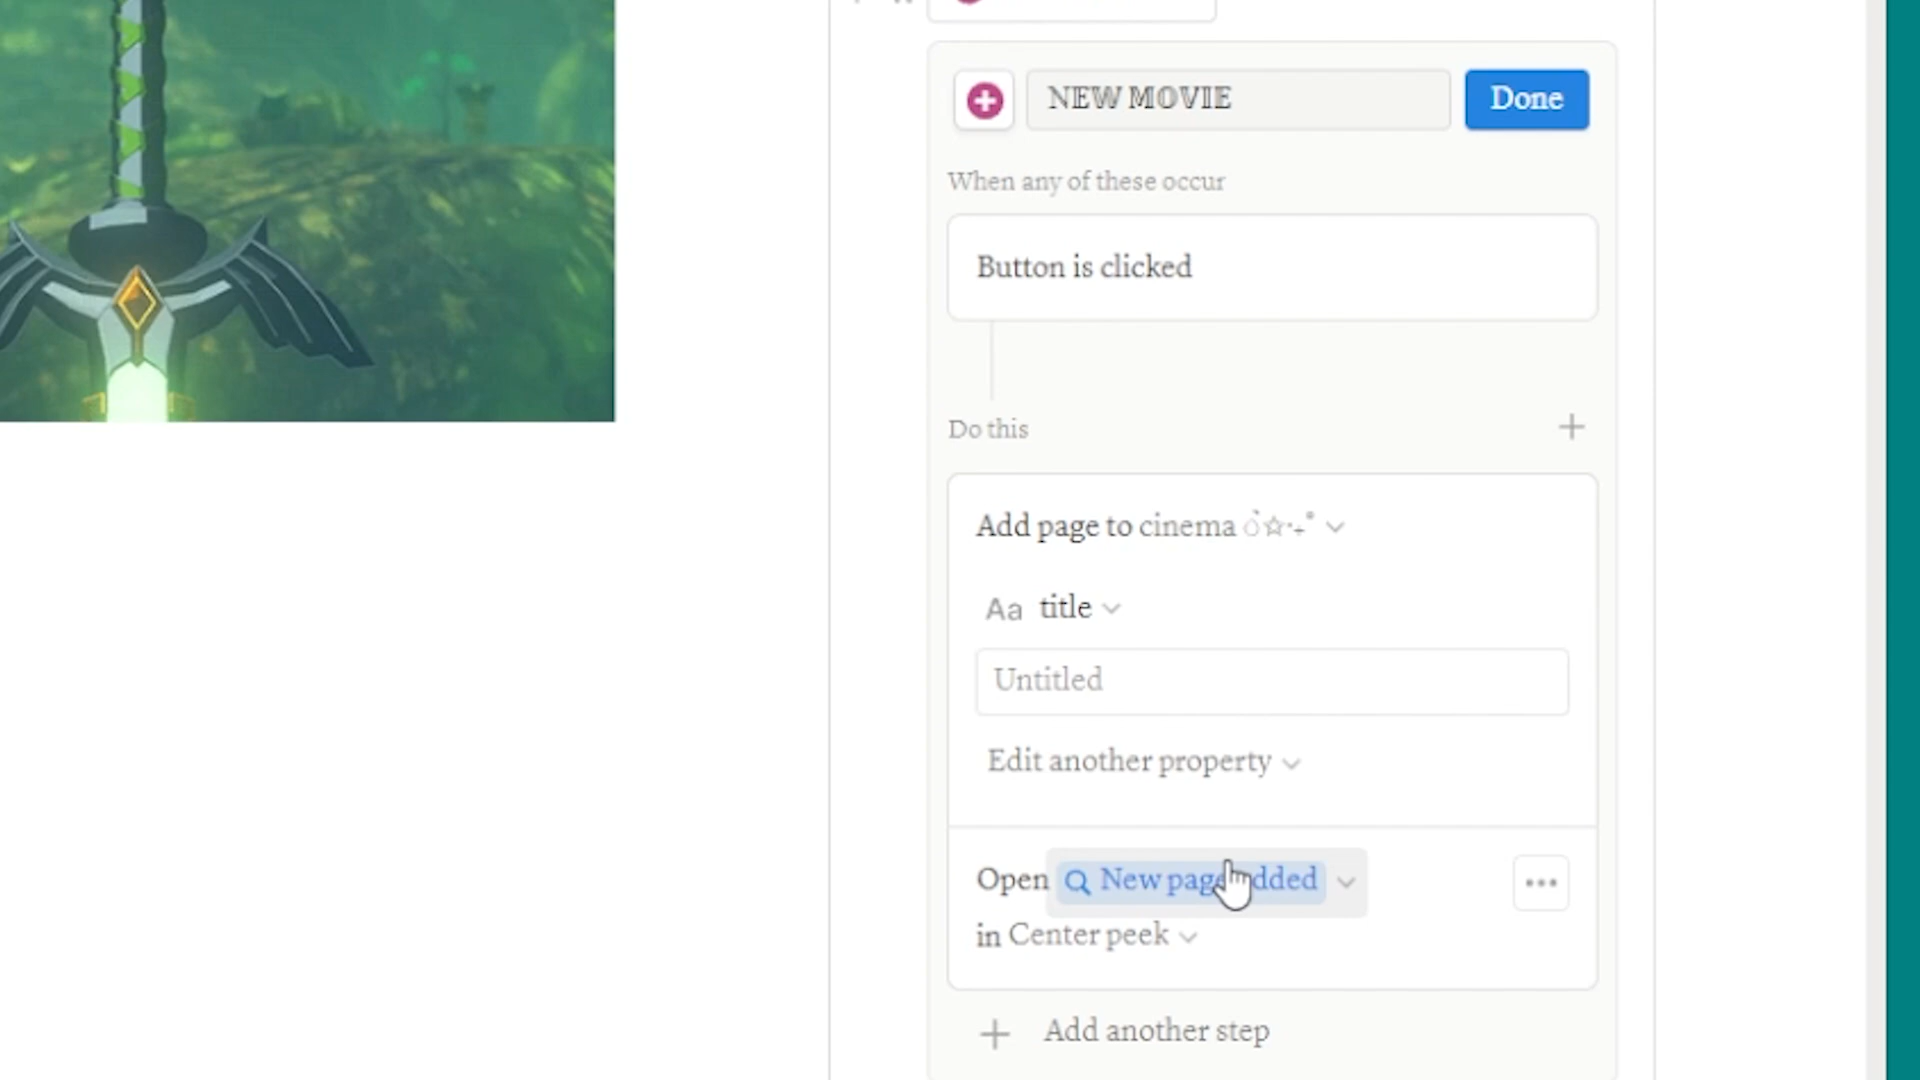 NEW MOVIE
Done
When any of these occur
Button is clicked
Do this
Add page to cinema
Aa title
Untitled
Edit another property
Open New page added
in Center peek
Add another step